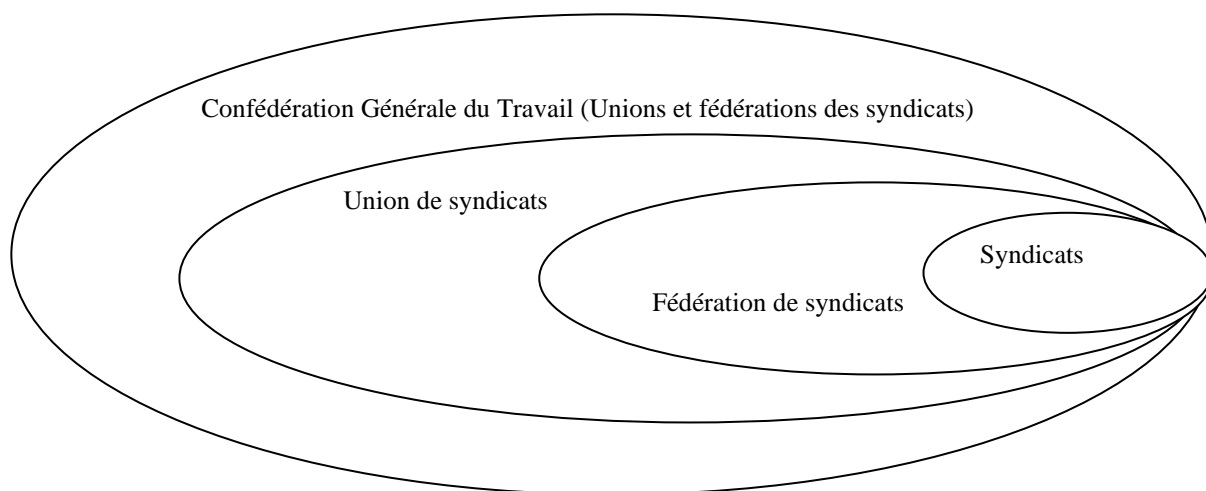 Confédération Générale du Travail (Unions et fédérations des syndicats)
Union de syndicats
Syndicats
Fédération de syndicats